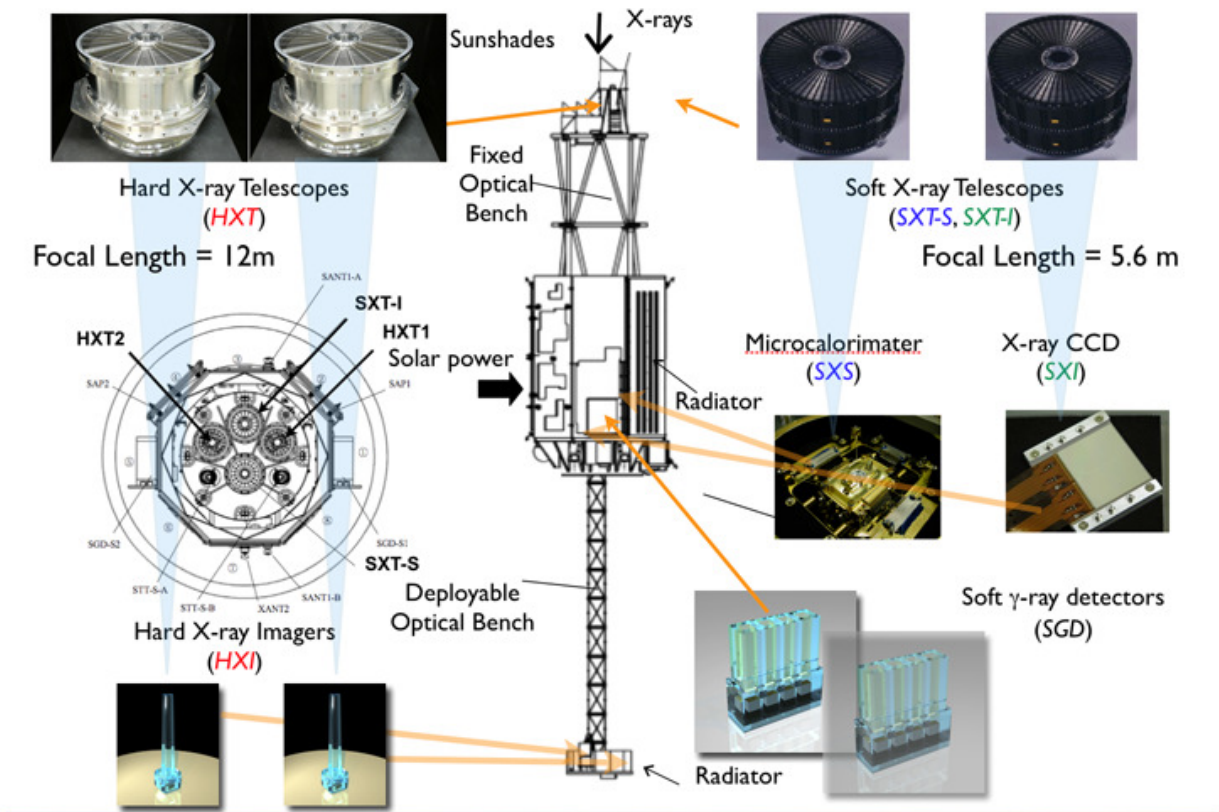 X-rays
Sunshades
Hard X-ray Telescopes
(HXT)
Focal Length = 12m
Fixed
Optical
Bench
Soft X-ray Telescopes
(SXT-S, SXT-I)
Focal Length = 5.6 m
SANT1-A
SXT-I
HXT2
HXT1
Solar power
SAP2
SAP1
Microcalorimater
(SXS)
X-ray CCD
(SXI)
Radiator
SGD-S2
SGD-S1
SXT-S
STT-S-A
STT-S-B
XANT2
SANT1-B
Hard X-ray Imagers
(HXI)
Deployable
Optical Bench
Soft γ-ray detectors
(SGD)
Radiator